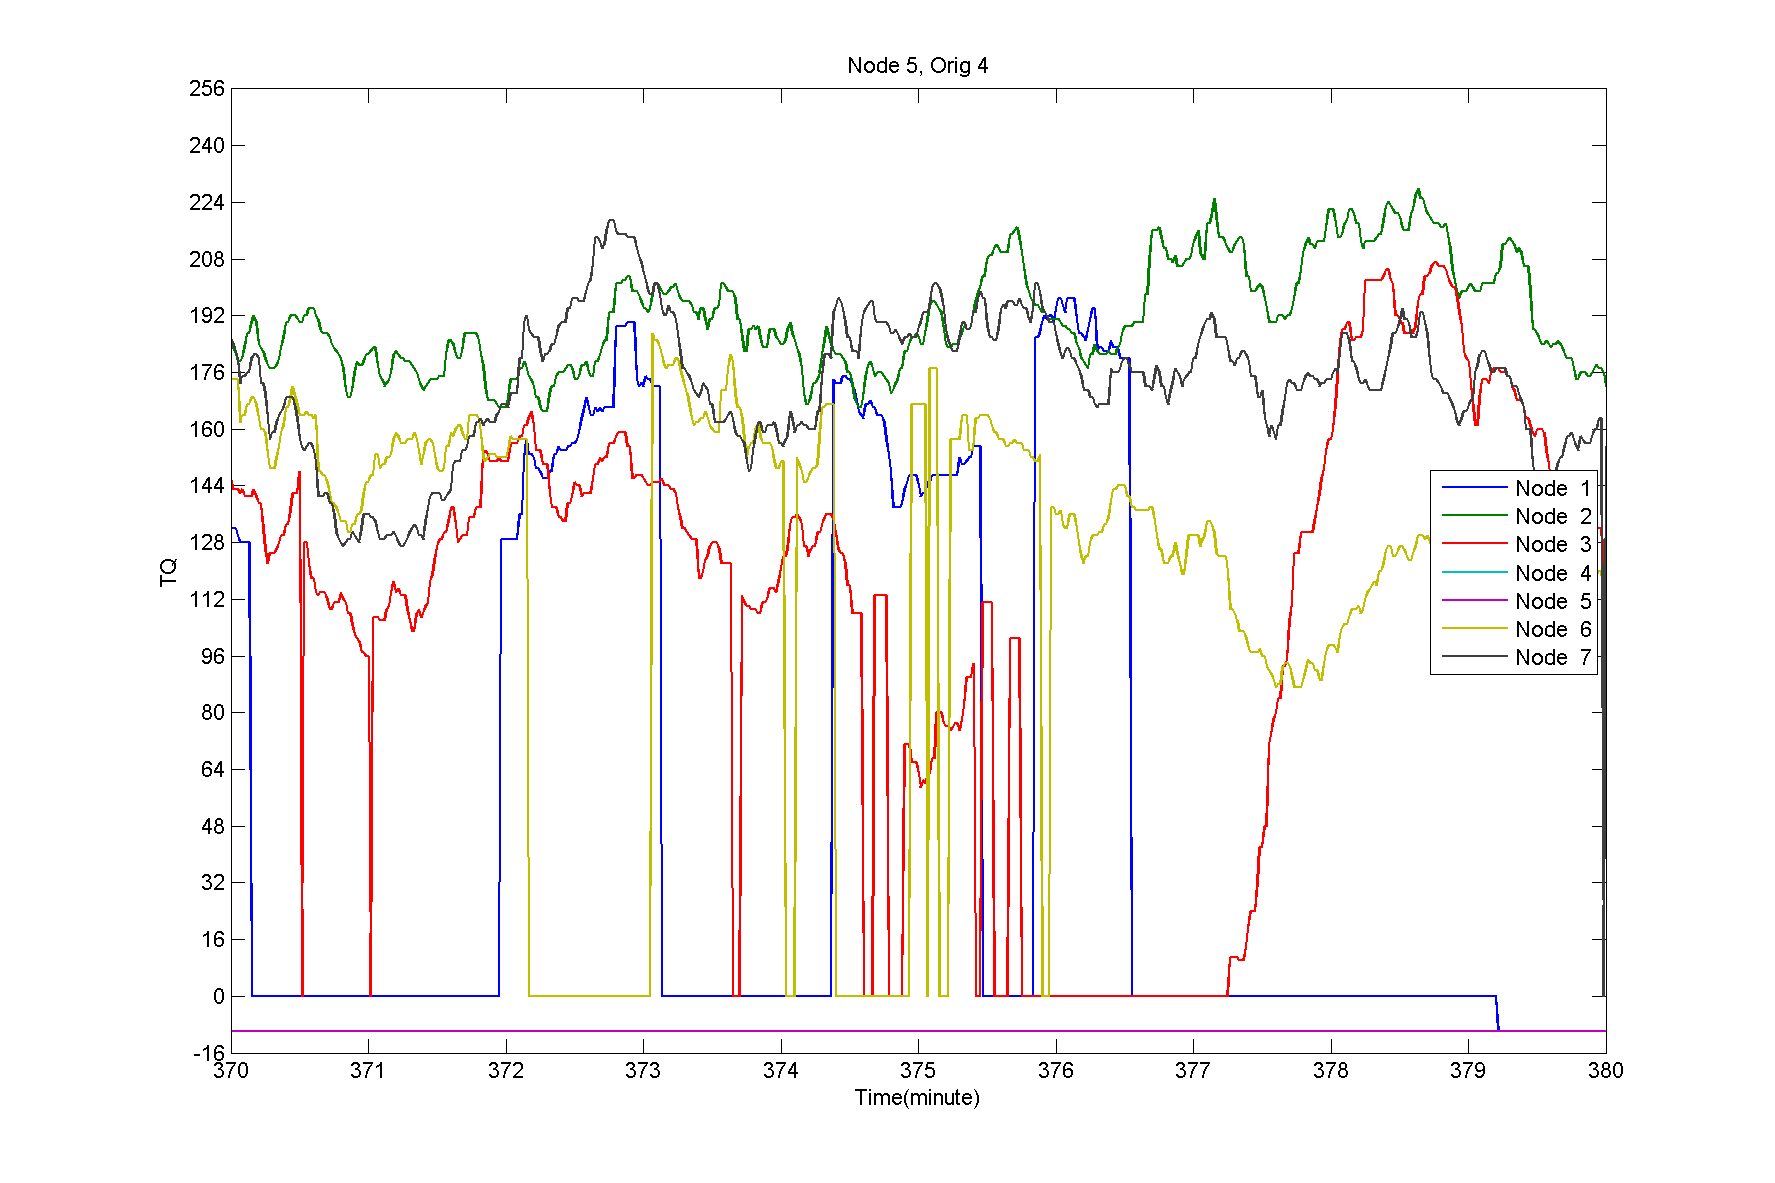 Node 5, Orig 4
256
240
224
208
192
176
160
144
128
112
96
80
64
48
32
16
0
-16
TQ
Node 1
Node 2
Node 3
Node 4
Node 5
Node 6
Node 7
370 371 372 373 374 375 376 377 378 379 380
Time(minute)